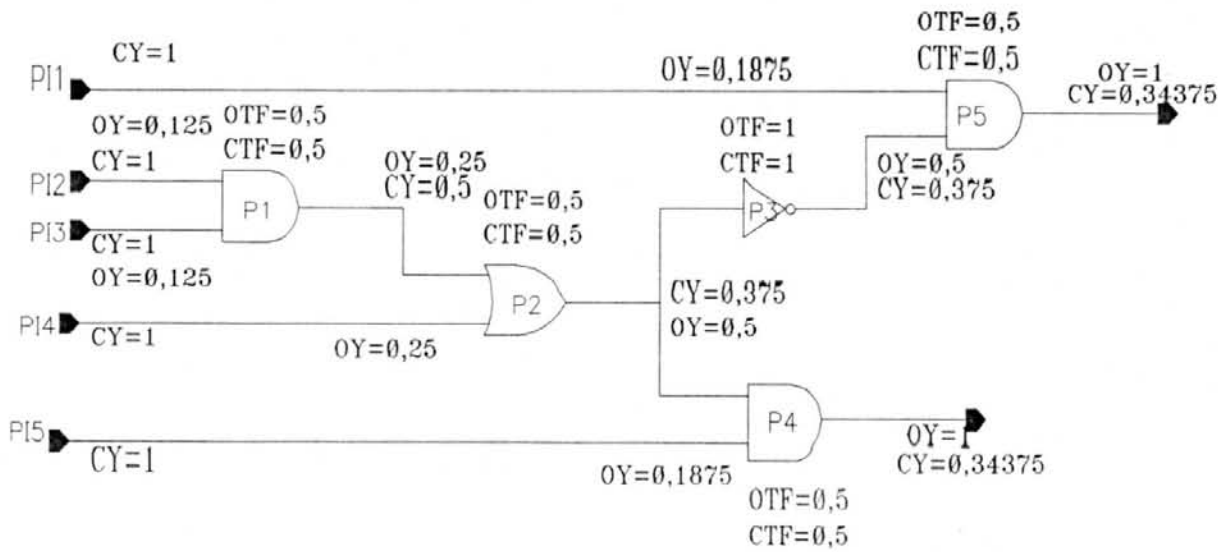 OTF=0,5
CTF=0,5
CY=1
PI1
OY=0,1875
OY=1
CY=0,34375
P5
OY=0,125
OTF=0,5
CTF=0,5
OTF=1
CTF=1
CY=1
PI2
P1
OY=0,25
CY=0,5
OY=0,5
CY=0,375
P3
PI3
CY=1
OY=0,125
OTF=0,5
CTF=0,5
P2
CY=0,375
OY=0,5
PI4
CY=1
OY=0,25
P4
PI5
CY=1
OY=0,1875
OY=1
CY=0,34375
OTF=0,5
CTF=0,5